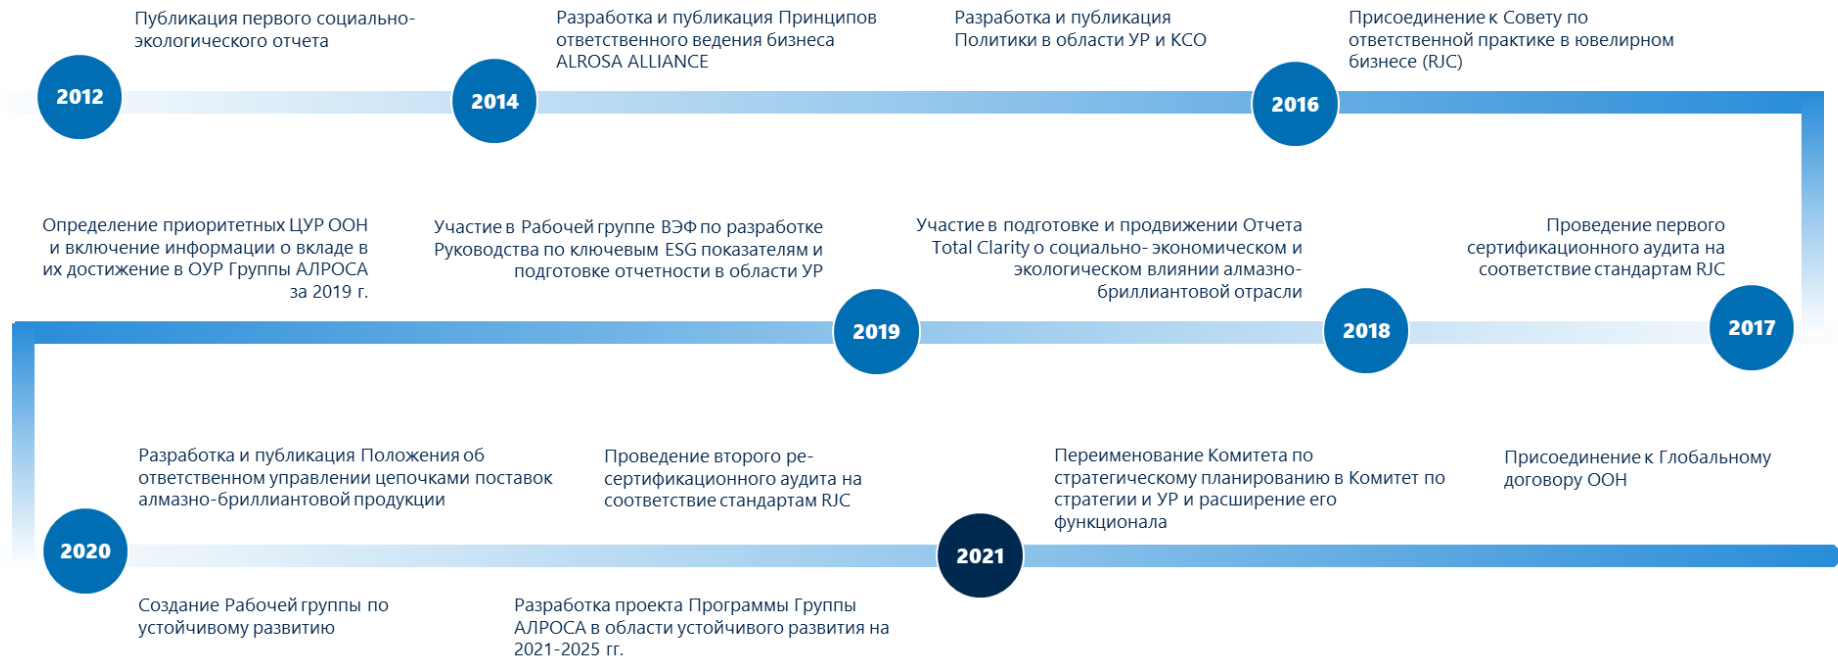 Публикация первого социально-
экологического отчета
Разработка и публикация Принципов
ответственного ведения бизнеса
ALROSA ALLIANCE
Разработка и публикация
Политики в области УР и КСО
Присоединение к Совету по
ответственной практике в ювелирном
бизнесе (RJC)
2012
2014
2016
Определение приоритетных ЦУР ООН
и включение информации о вкладе в
их достижение в ОУР Группы АЛРОСА
за 2019 г.
Участие в Рабочей группе ВЭФ по разработке
Руководства по ключевым ESG показателям и
подготовке отчетности в области УР
Участие в подготовке и продвижении Отчета
Total Clarity о социально- экономическом и
экологическом влиянии алмазно-
бриллиантовой отрасли
Проведение первого
сертификационного аудита на
соответствие стандартам RJC
2019
2018
2017
Разработка и публикация Положения об
ответственном управлении цепочками поставок
алмазно-бриллиантовой продукции
Проведение второго ре-
сертификационного аудита на
соответствие стандартам RJC
Переименование Комитета по
стратегическому планированию в Комитет по
стратегии и УР и расширение его
функционала
Присоединение к Глобальному
договору ООН
2020
2021
Создание Рабочей группы по
устойчивому развитию
Разработка проекта Программы Группы
АЛРОСА в области устойчивого развития на
2021-2025 гг.